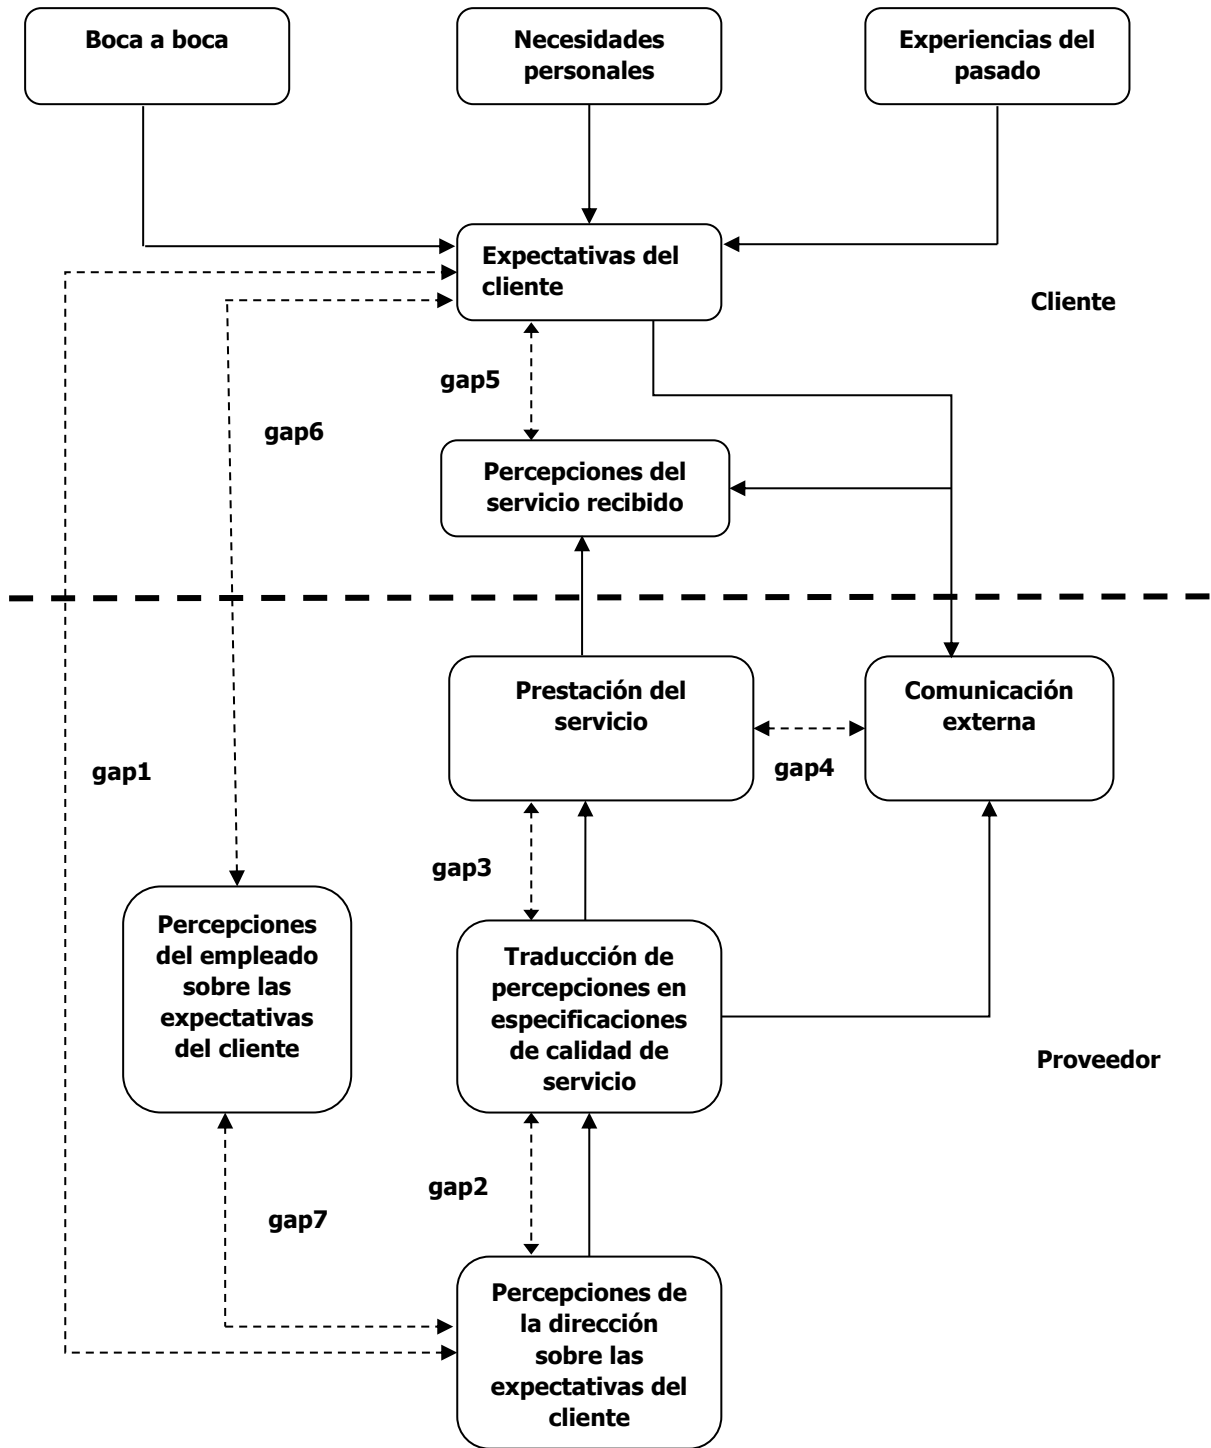 Boca a boca
Necesidades
personales
Experiencias del
pasado
Expectativas del
cliente
Cliente
gap5
gap6
Percepciones del
servicio recibido
Prestación del
servicio
Comunicación
externa
gap1
gap4
gap3
Percepciones
del empleado
sobre las
expectativas
del cliente
Traducción de
percepciones en
especificaciones
de calidad de
servicio
Proveedor
gap2
gap7
Percepciones de
la dirección
sobre las
expectativas del
cliente